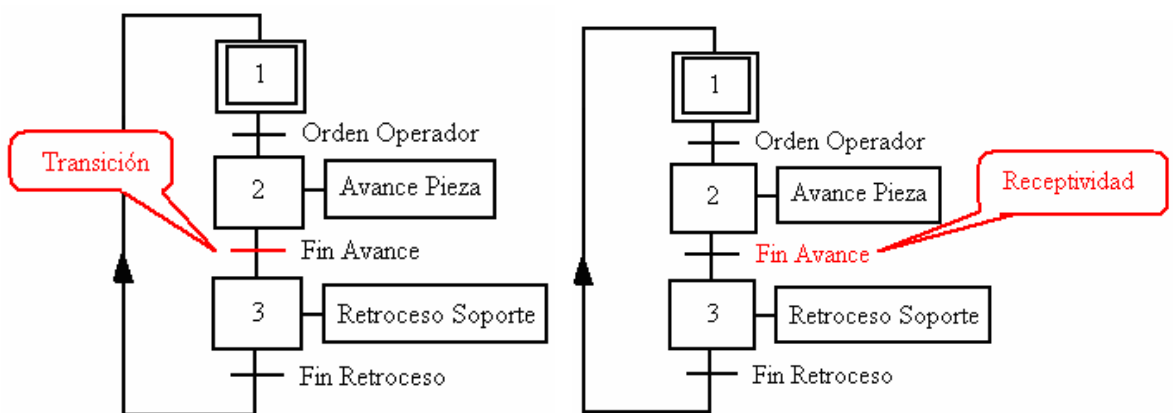 1
Orden Operador
Transición
2
Avance Pieza
Fin Avance
3
Retroceso Soporte
Fin Retroceso
1
Orden Operador
2
Avance Pieza
Receptividad
Fin Avance
3
Retroceso Soporte
Fin Retroceso